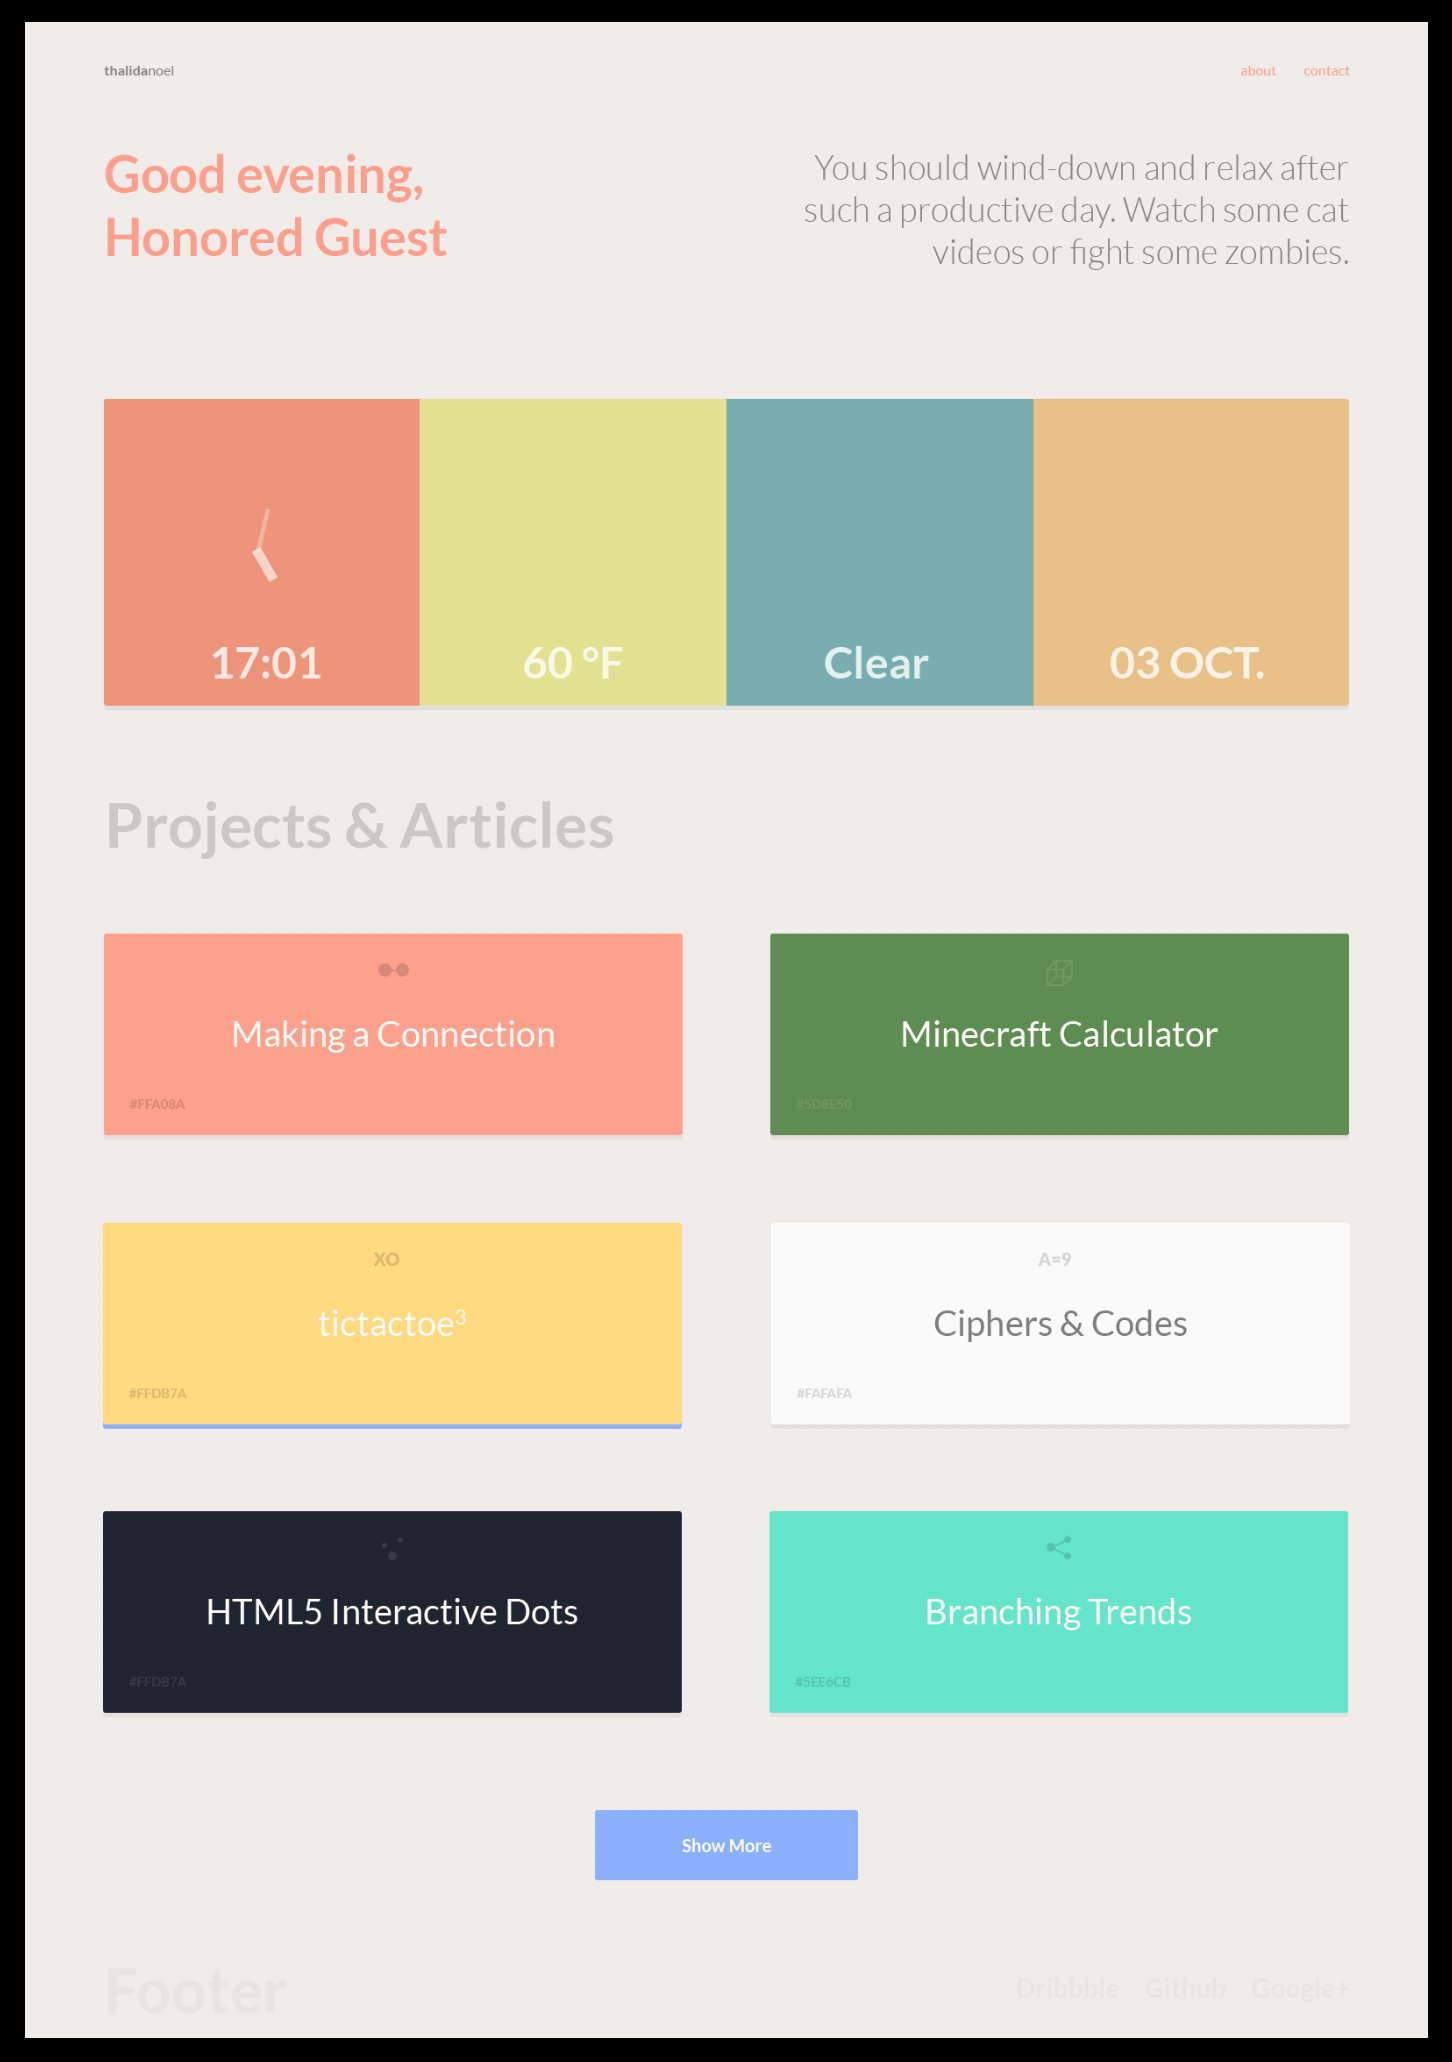 thalidanoel
about contact
Good evening,
Honored Guest
You should wind-down and relax after
such a productive day. Watch some cat
videos or fight some zombies.
17:01
60 °F
Clear
03 OCT.
Projects & Articles
Making a Connection
#FFA08A
Minecraft Calculator
#5D8E50
XO
tictactoe³
#FFDB7A
A=9
Ciphers & Codes
#FAFAFA
HTML5 Interactive Dots
#FFDB7A
Branching Trends
#5EE6CB
Show More
Footer
Dribbble Github Google+